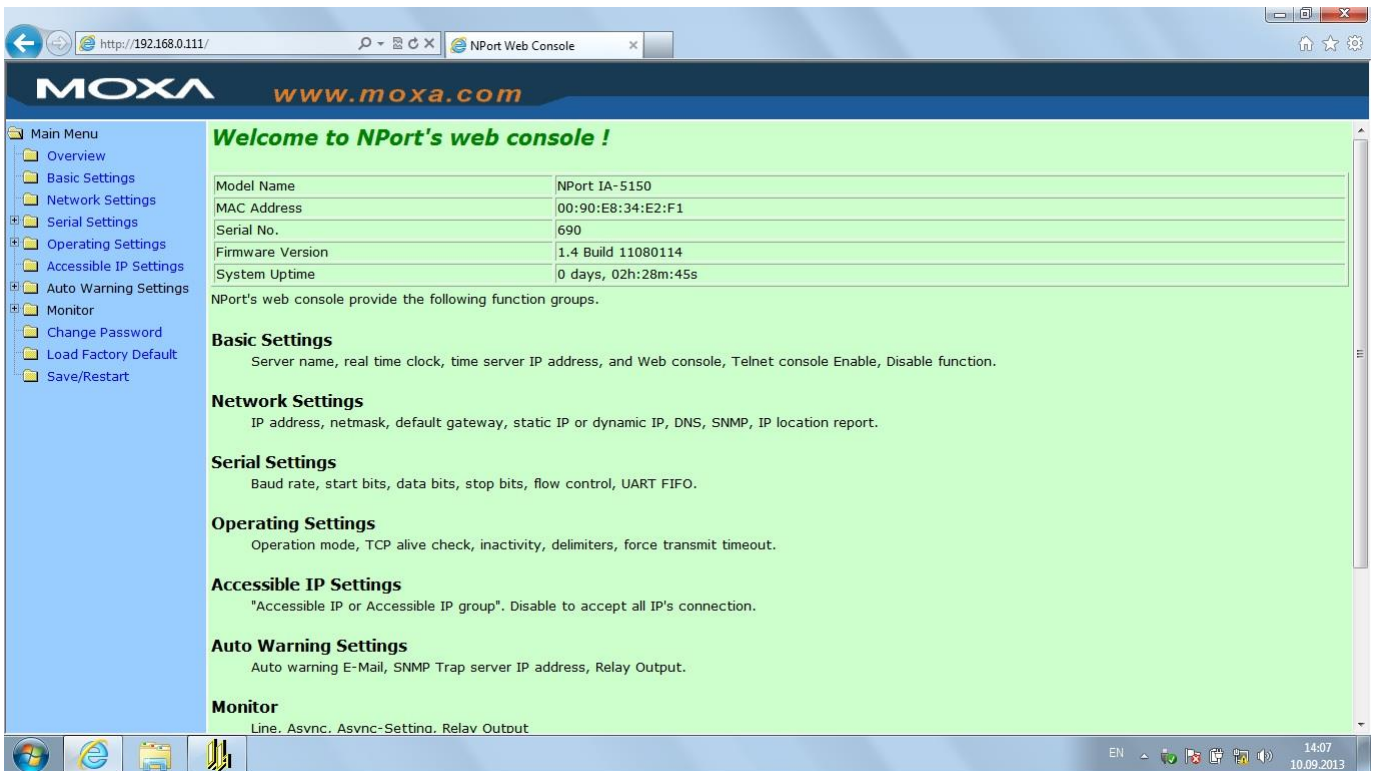 http://192.168.0.111/
NPort Web Console
MOXA
www.moxa.com
Main Menu
Overview
Basic Settings
Network Settings
Serial Settings
Operating Settings
Accessible IP Settings
Auto Warning Settings
Monitor
Change Password
Load Factory Default
Save/Restart
Welcome to NPort's web console !
Model Name NPort IA-5150
MAC Address 00:90:E8:34:E2:F1
Serial No. 690
Firmware Version 1.4 Build 11080114
System Uptime 0 days, 02h:28m:45s
NPort's web console provide the following function groups.
Basic Settings
Server name, real time clock, time server IP address, and Web console, Telnet console Enable, Disable function.
Network Settings
IP address, netmask, default gateway, static IP or dynamic IP, DNS, SNMP, IP location report.
Serial Settings
Baud rate, start bits, data bits, stop bits, flow control, UART FIFO.
Operating Settings
Operation mode, TCP alive check, inactivity, delimiters, force transmit timeout.
Accessible IP Settings
"Accessible IP or Accessible IP group". Disable to accept all IP's connection.
Auto Warning Settings
Auto warning E-Mail, SNMP Trap server IP address, Relay Output.
Monitor
Line, Async, Async-Setting, Relay Output
EN
14:07
10.09.2013